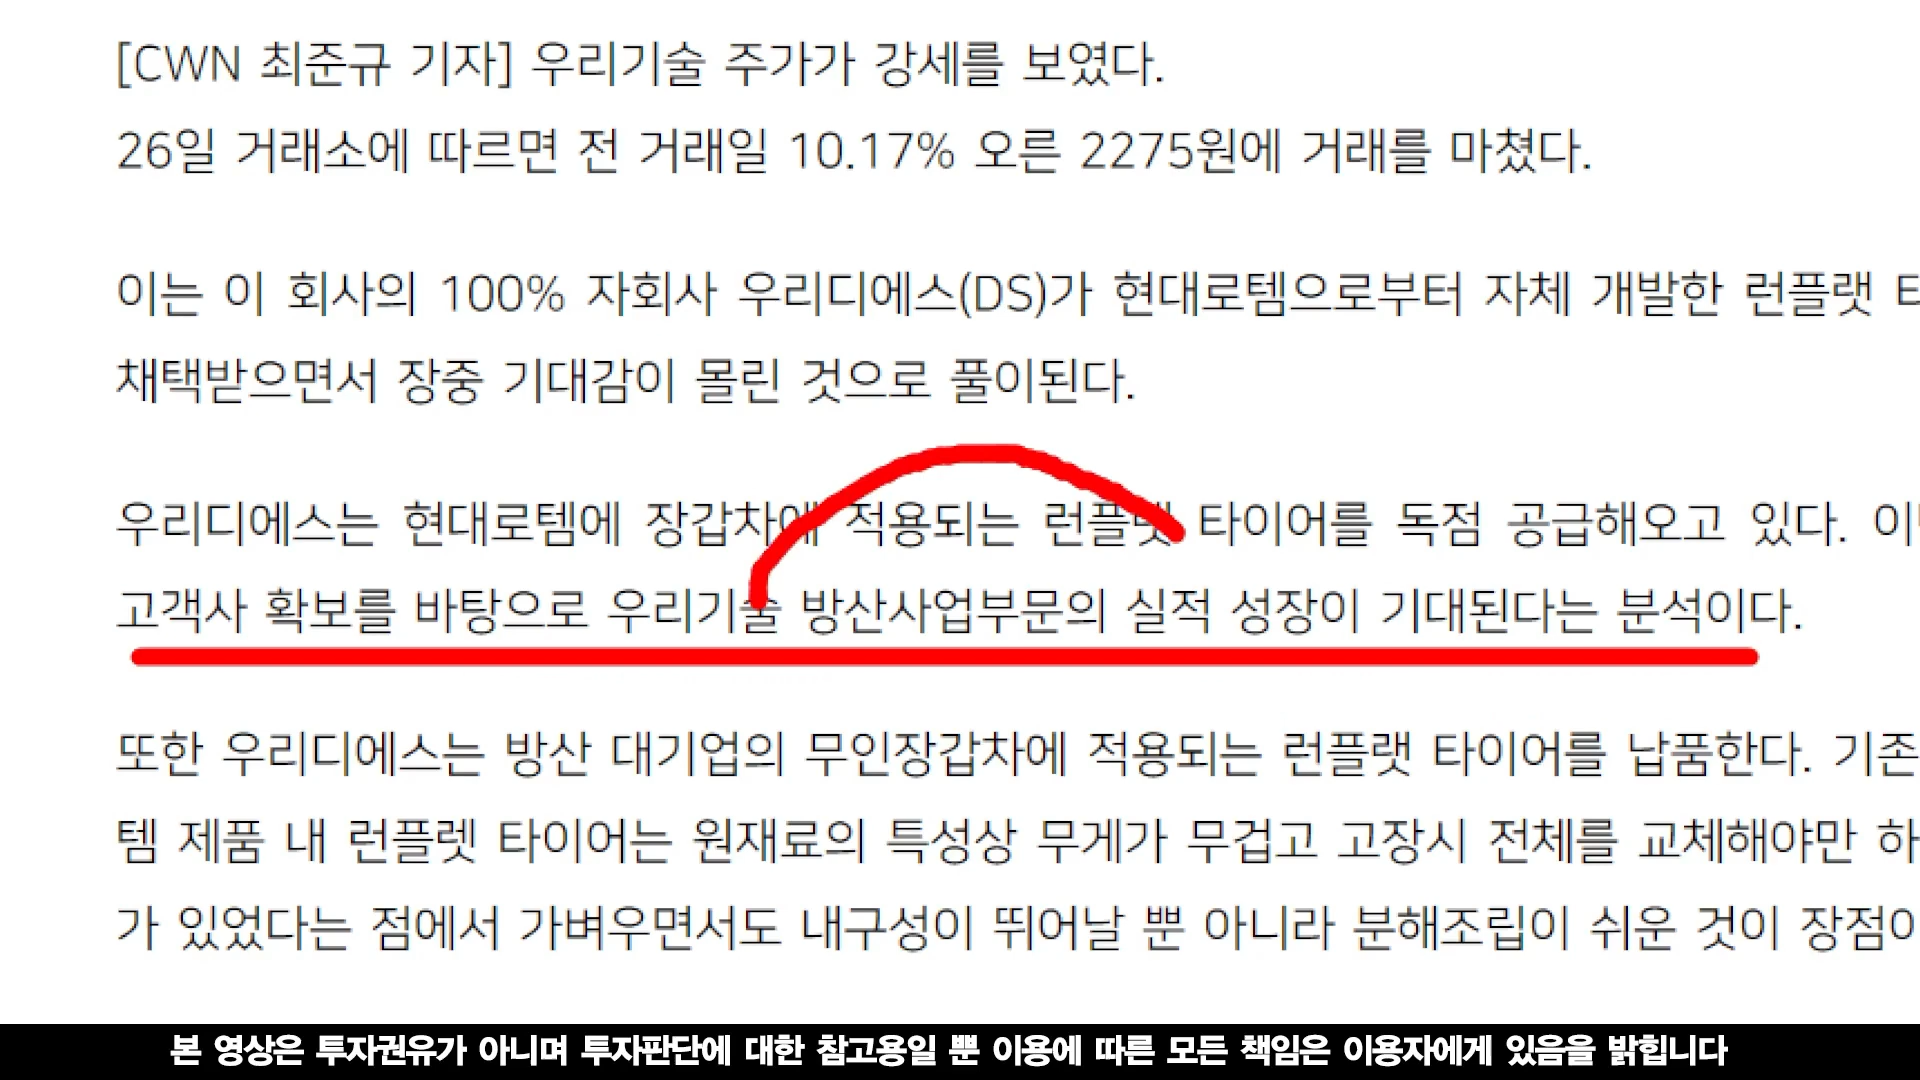 [CWN 최준규 기자] 우리기술 주가가 강세를 보였다.
26일 거래소에 따르면 전 거래일 10.17% 오른 2275원에 거래를 마쳤다.
이는 이 회사의 100% 자회사 우리디에스(DS)가 현대로템으로부터 자체 개발한 런플랫
채택받으면서 장중 기대감이 몰린 것으로 풀이된다.
우리디에스는 현대로템에 장갑차에 적용되는 런플랫 타이어를 독점 공급해오고 있다.
고객사 확보를 바탕으로 우리기술 방산사업부문의 실적 성장이 기대된다는 분석이다.
또한 우리디에스는 방산 대기업의 무인장갑차에 적용되는 런플랫 타이어를 납품한다. 기존
템 제품 내 런플렛 타이어는 원재료의 특성상 무게가 무겁고 고장시 전체를 교체해야만 하
가 있었다는 점에서 가벼우면서도 내구성이 뛰어날 뿐 아니라 분해조립이 쉬운 것이 장점이
본 영상은 투자권유가 아니며 투자판단에 대한 참고용일 뿐 이용에 따른 모든 책임은 이용자에게 있음을 밝힙니다